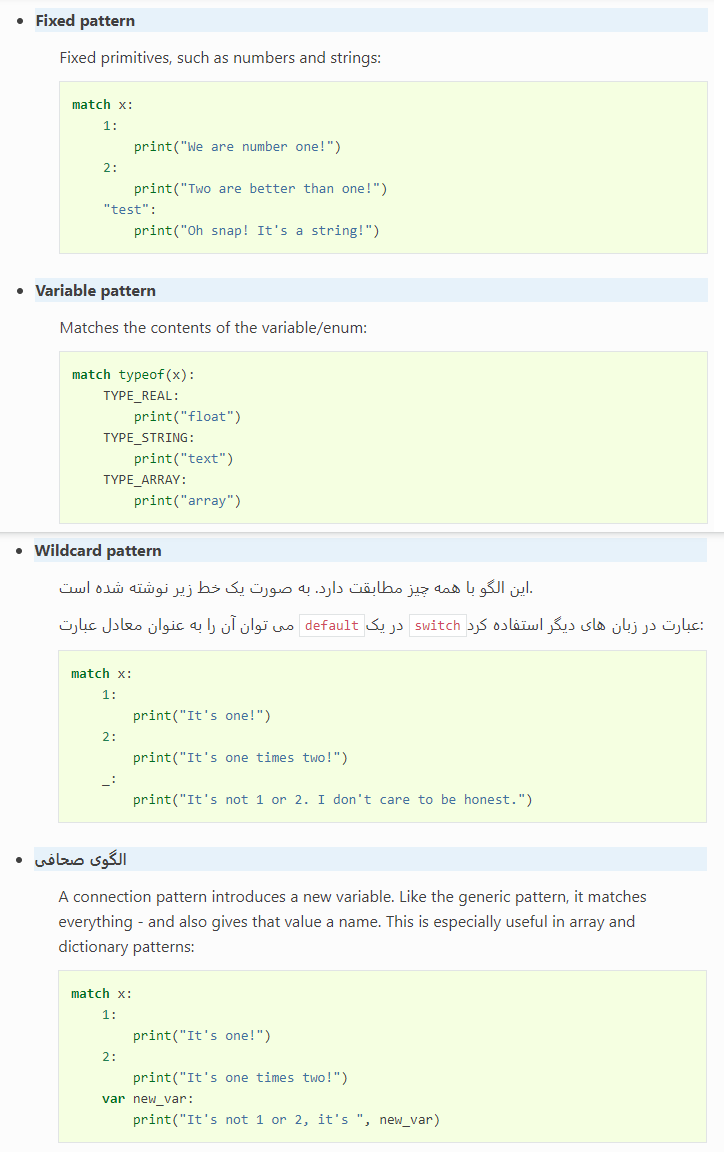 Fixed pattern
Fixed primitives, such as numbers and strings:
match x:
    1:
        print("We are number one!")
    2:
        print("Two are better than one!")
    "test":
        print("Oh snap! It's a string!")
Variable pattern
Matches the contents of the variable/enum:
match typeof(x):
    TYPE_REAL:
        print("float")
    TYPE_STRING:
        print("text")
    TYPE_ARRAY:
        print("array")
Wildcard pattern
این الگو با همه چیز مطابقت دارد. به صورت یک خط زیر نوشته شده است.
می توان آن را به عنوان معادل عبارت default در یک switch عبارت در زبان های دیگر استفاده کرد:
match x:
    1:
        print("It's one!")
    2:
        print("It's one times two!")
    _:
        print("It's not 1 or 2. I don't care to be honest.")
الگوی صحافی
A connection pattern introduces a new variable. Like the generic pattern, it matches
everything - and also gives that value a name. This is especially useful in array and
dictionary patterns:
match x:
    1:
        print("It's one!")
    2:
        print("It's one times two!")
    var new_var:
        print("It's not 1 or 2, it's ", new_var)